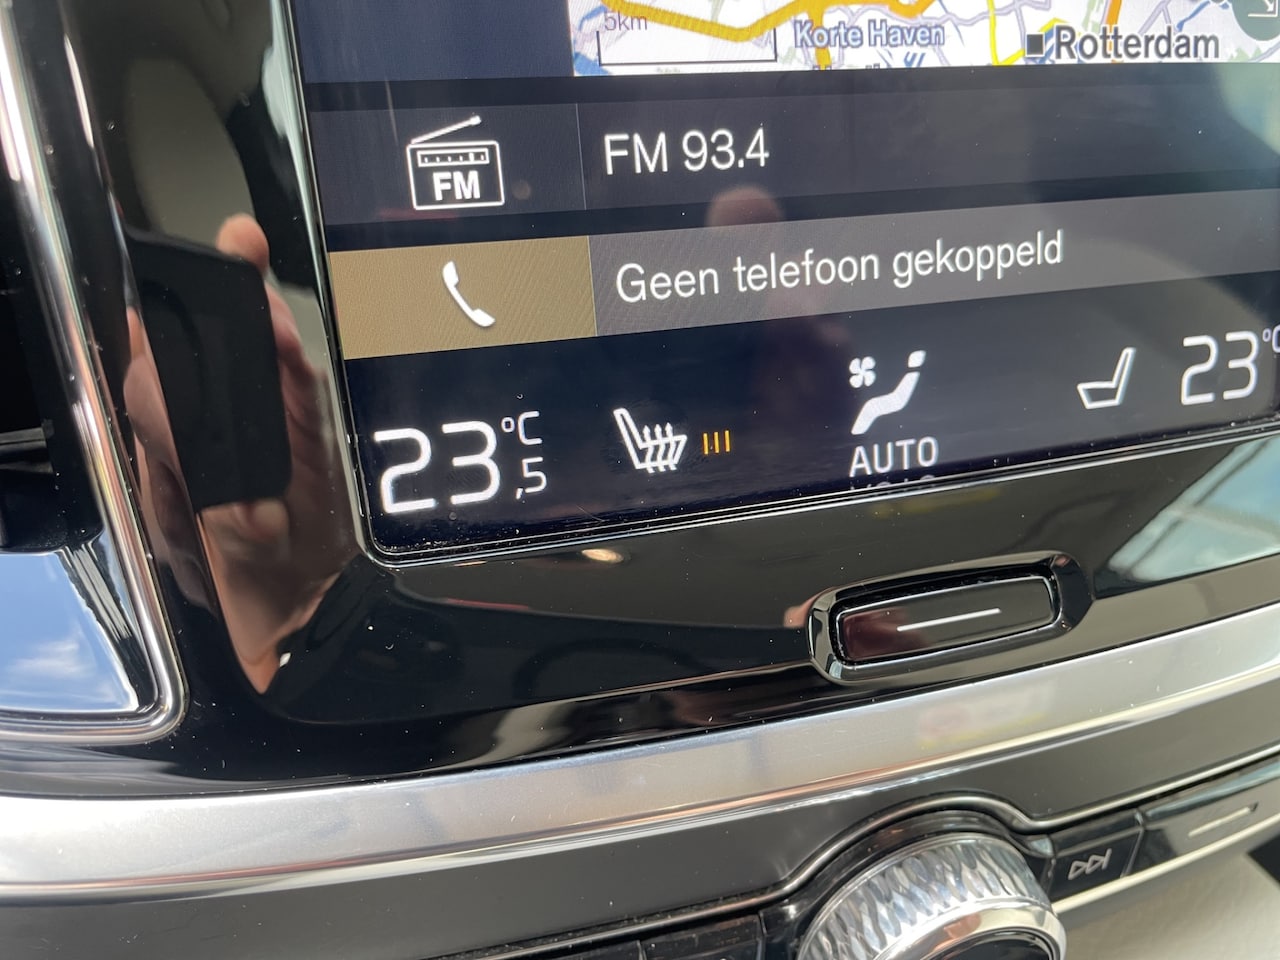 5km
Korte Haven
Rotterdam
FM
FM 93.4
Geen telefoon gekoppeld
23,5 °C
AUTO
23 °C